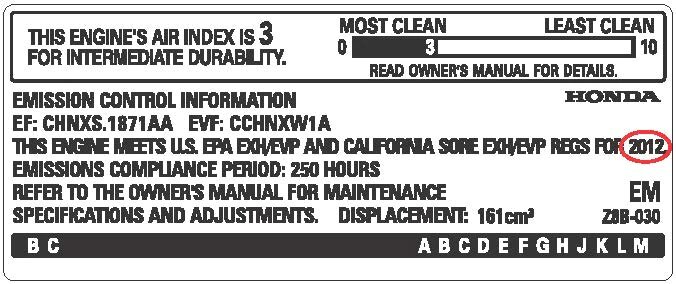 THIS ENGINE'S AIR INDEX IS 3
FOR INTERMEDIATE DURABILITY.
MOST CLEAN LEAST CLEAN
0 3 10
READ OWNER'S MANUAL FOR DETAILS.
EMISSION CONTROL INFORMATION HONDA
EF: CHNXS.1871AA EVF: CCHNXW1A
THIS ENGINE MEETS U.S. EPA EXH/EVP AND CALIFORNIA SORE EXH/EVP REGS FOR 2012.
EMISSIONS COMPLIANCE PERIOD: 250 HOURS
REFER TO THE OWNER'S MANUAL FOR MAINTENANCE EM
SPECIFICATIONS AND ADJUSTMENTS. DISPLACEMENT: 161cm³ Z8B-030
B C A B C D E F G H J K L M